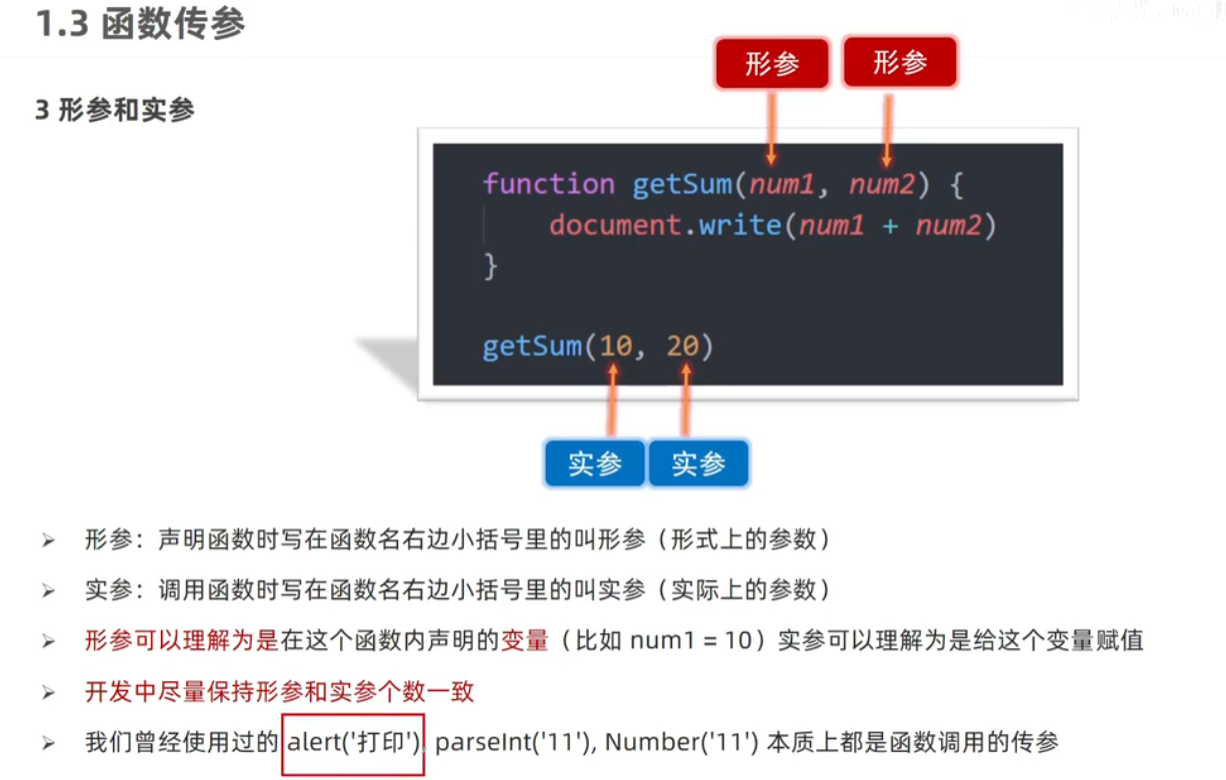 1.3 函数传参
形参 形参
3 形参和实参
function getSum(num1, num2) {
document.write(num1 + num2)
}
getSum(10, 20)
实参 实参
形参：声明函数时写在函数名右边小括号里的叫形参（形式上的参数）
实参：调用函数时写在函数名右边小括号里的叫实参（实际上的参数）
形参可以理解为是在这个函数内声明的变量（比如 num1 = 10）实参可以理解为是给这个变量赋值
开发中尽量保持形参和实参个数一致
我们曾经使用过的 alert('打印'), parseInt('11'), Number('11') 本质上都是函数调用的传参